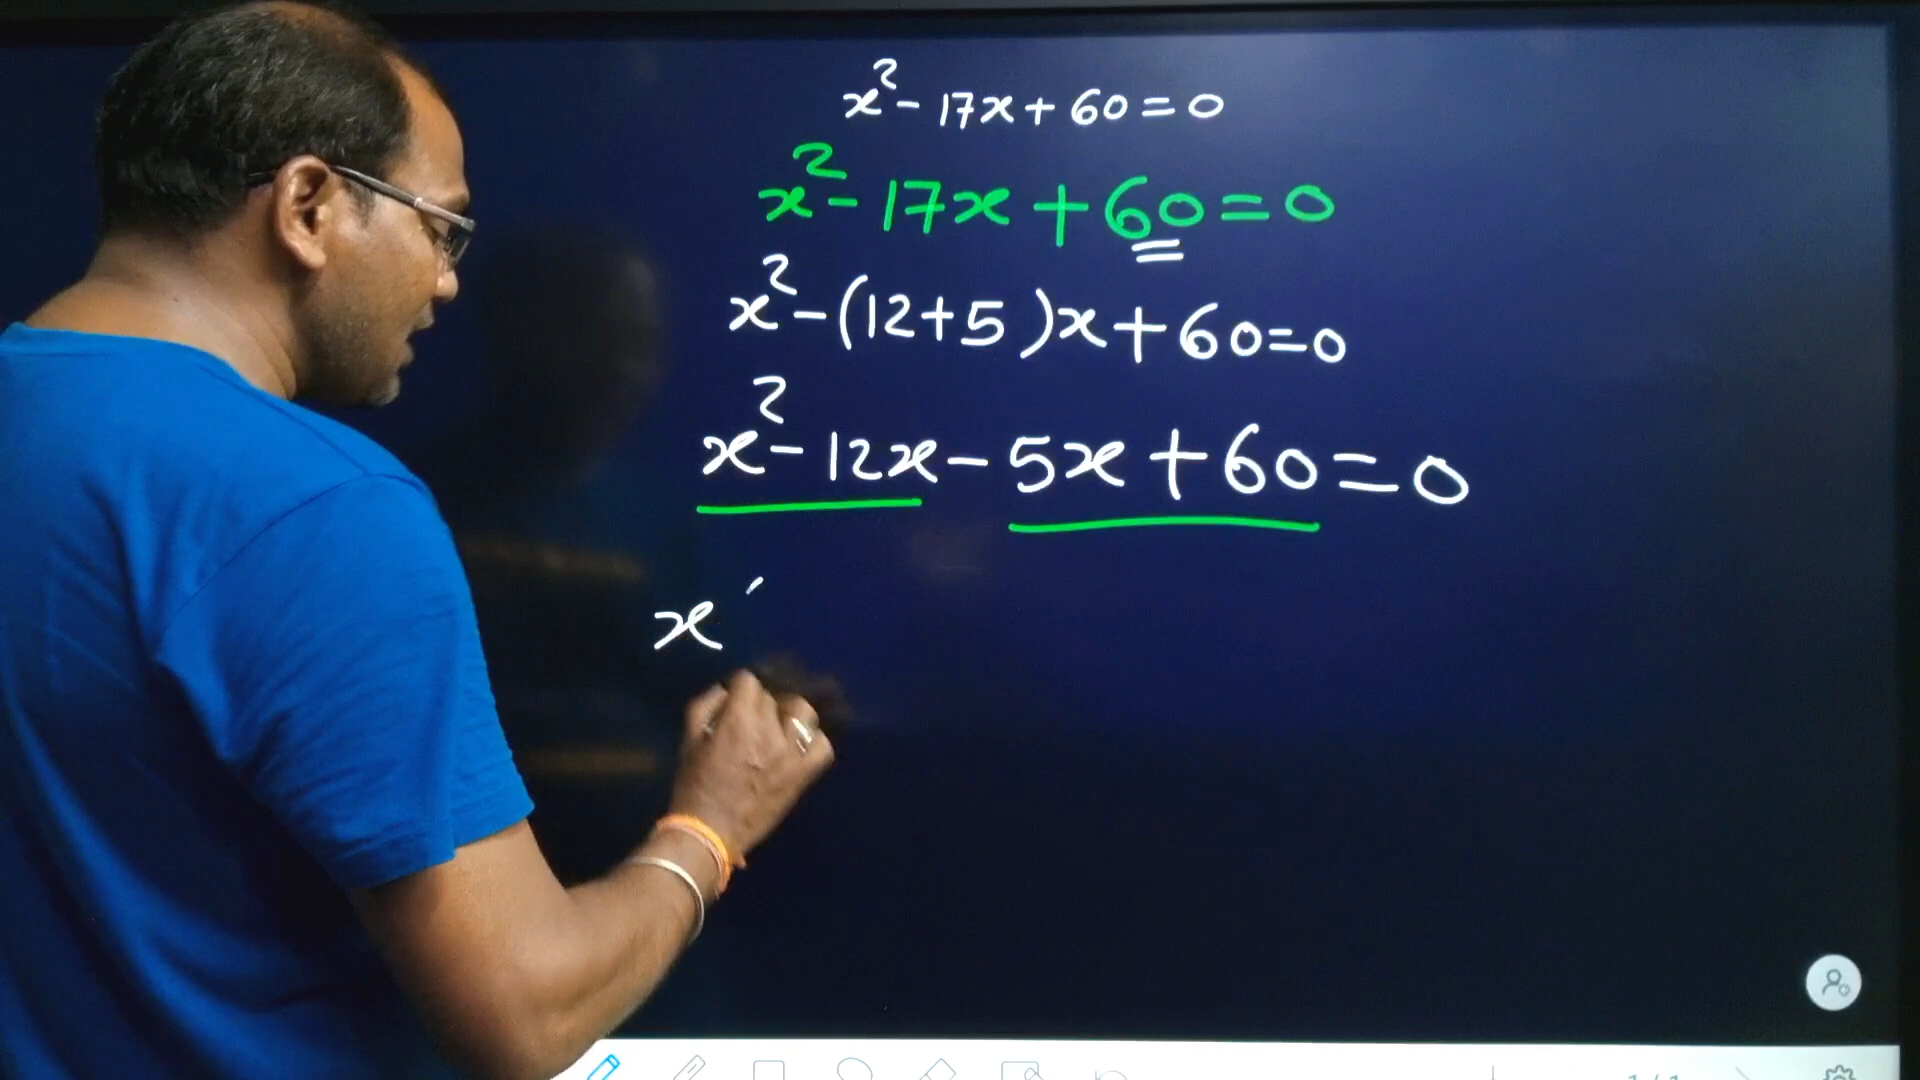 x² - 17x + 60 = 0
x² - 17x + 60 = 0
x² - (12+5)x + 60 = 0
x² - 12x - 5x + 60 = 0
x